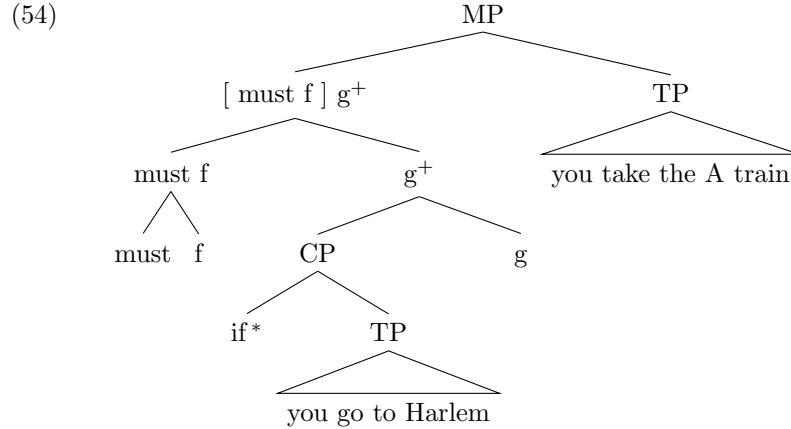 (54)
MP
[ must f ] g⁺ TP
must f g⁺ you take the A train
must f CP g
if * TP
you go to Harlem